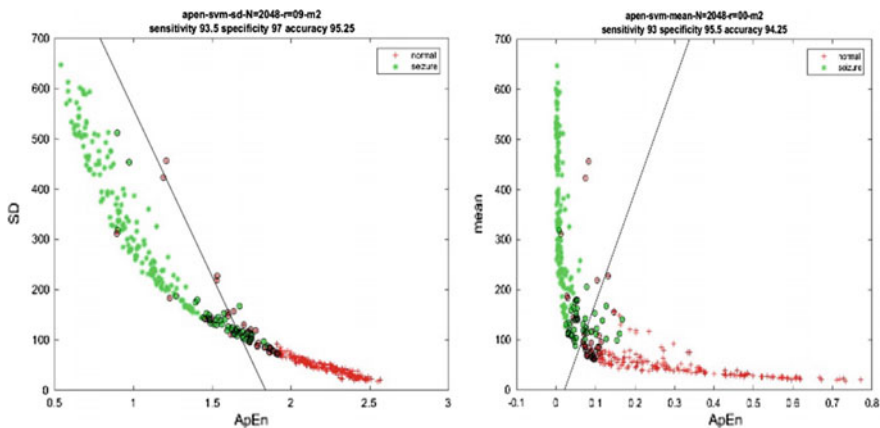 apen-svm-sd-N=2048-r=09-m2
sensitivity 93.5 specificity 97 accuracy 95.25
700
600
500
400
300
200
100
0
SD
normal
seizure
0.5
1
1.5
2
2.5
3
ApEn
apen-svm-mean-N=2048-r=00-m2
sensitivity 93 specificity 95.5 accuracy 94.25
700
600
500
400
300
200
100
0
mean
normal
seizure
-0.1
0
0.1
0.2
0.3
0.4
0.5
0.6
0.7
0.8
ApEn